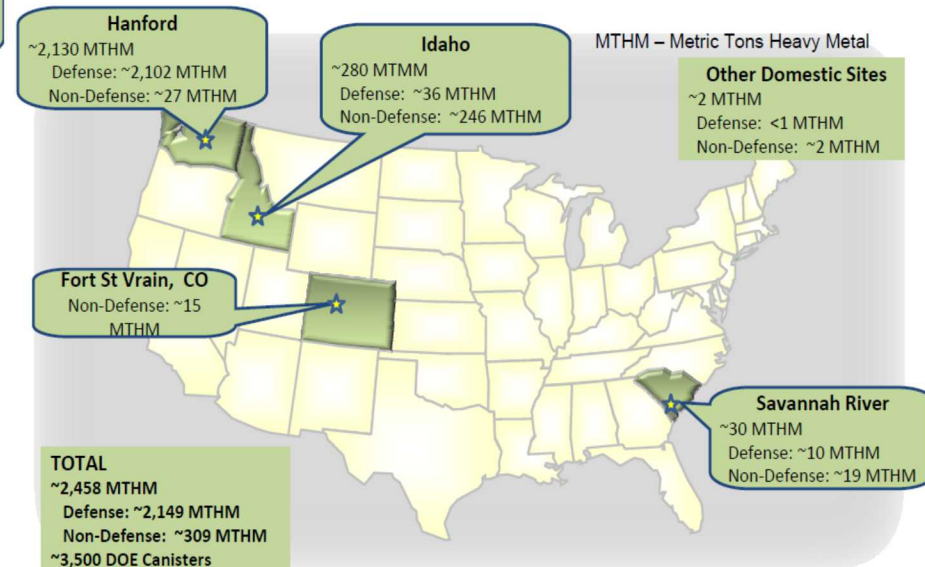 Hanford
~2,130 MTHM
Defense: ~2,102 MTHM
Non-Defense: ~27 MTHM
Idaho
~280 MTMM
Defense: ~36 MTHM
Non-Defense: ~246 MTHM
MTHM – Metric Tons Heavy Metal
Other Domestic Sites
~2 MTHM
Defense: <1 MTHM
Non-Defense: ~2 MTHM
Fort St Vrain, CO
Non-Defense: ~15
MTHM
Savannah River
~30 MTHM
Defense: ~10 MTHM
Non-Defense: ~19 MTHM
TOTAL
~2,458 MTHM
Defense: ~2,149 MTHM
Non-Defense: ~309 MTHM
~3,500 DOE Canisters